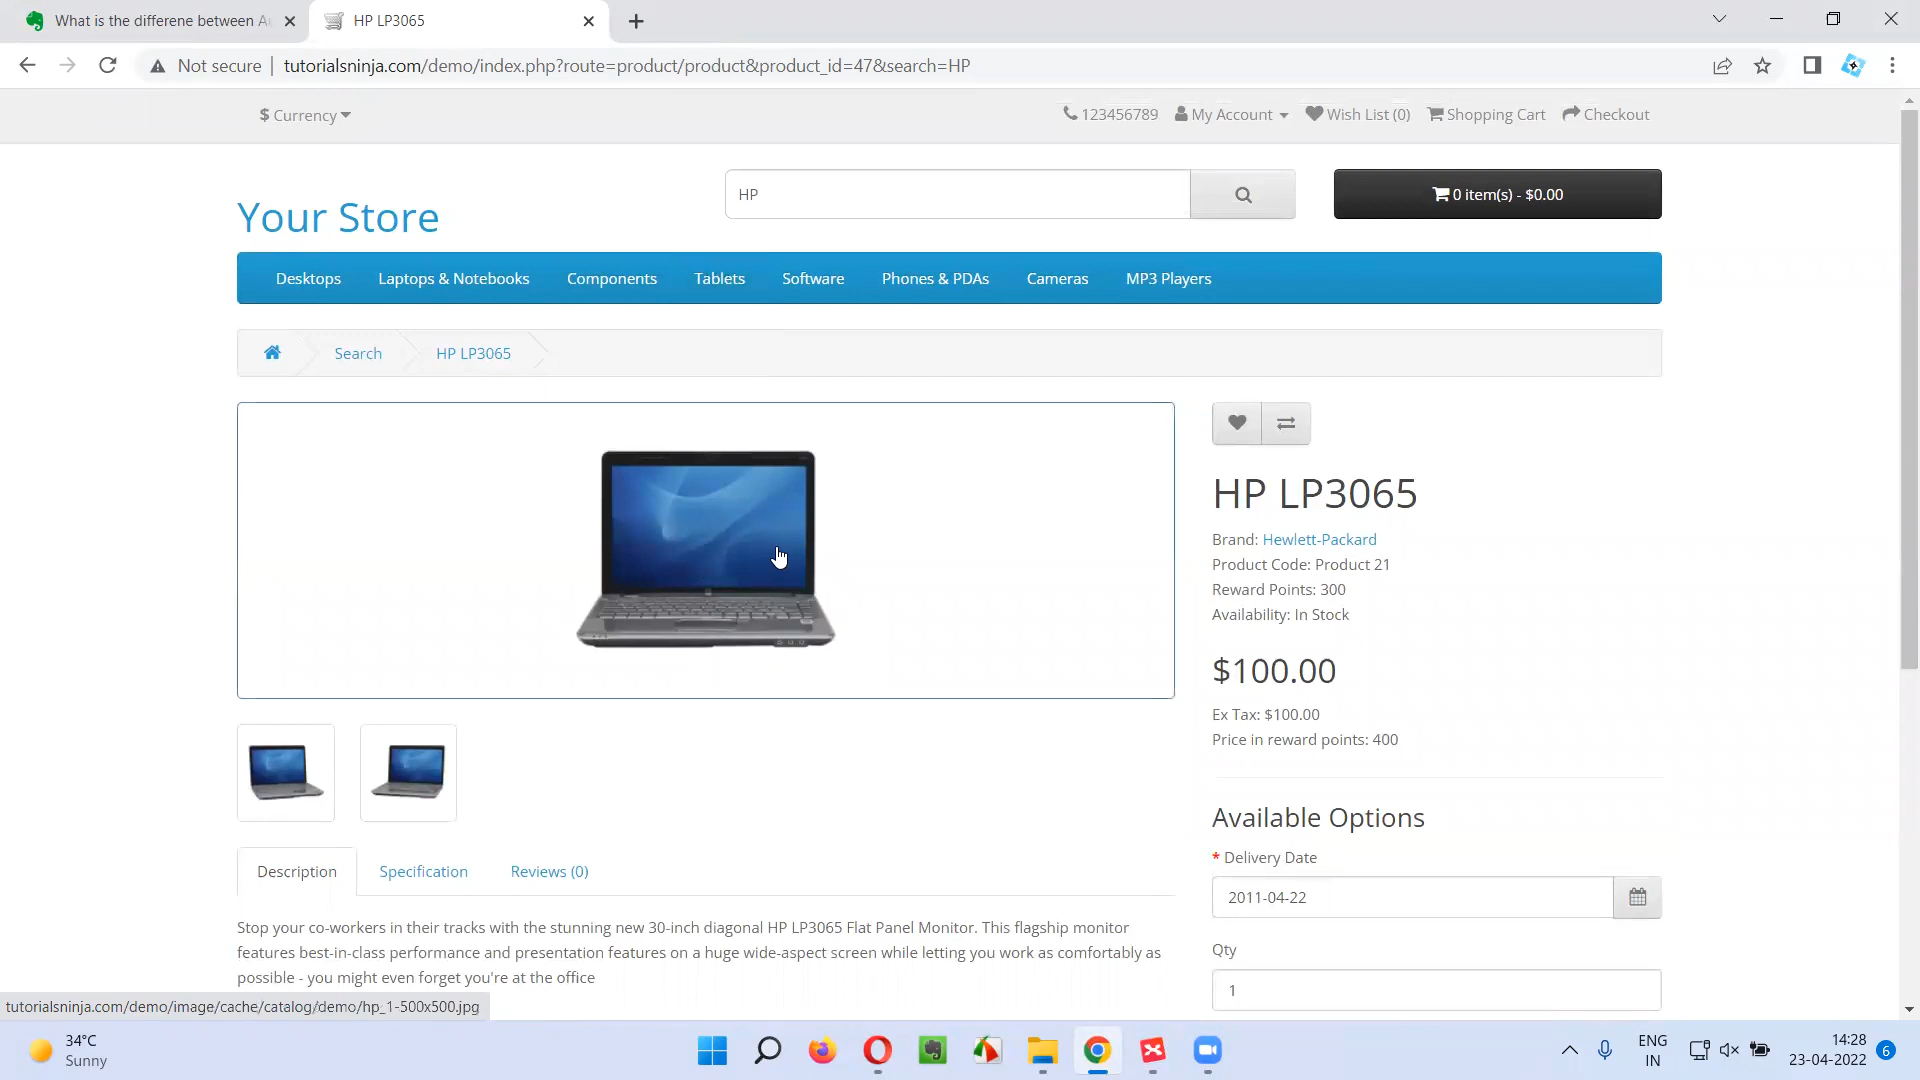 What is the differene between A
HP LP3065
Not secure
tutorialsninja.com/demo/index.php?route=product/product&product_id=47&search=HP
$ Currency
123456789
My Account
Wish List (0)
Shopping Cart
Checkout
Your Store
HP
0 item(s) - $0.00
Desktops
Laptops & Notebooks
Components
Tablets
Software
Phones & PDAs
Cameras
MP3 Players
Search
HP LP3065
HP LP3065
Brand: Hewlett-Packard
Product Code: Product 21
Reward Points: 300
Availability: In Stock
$100.00
Ex Tax: $100.00
Price in reward points: 400
Available Options
* Delivery Date
2011-04-22
Qty
1
Description
Specification
Reviews (0)
Stop your co-workers in their tracks with the stunning new 30-inch diagonal HP LP3065 Flat Panel Monitor. This flagship monitor
features best-in-class performance and presentation features on a huge wide-aspect screen while letting you work as comfortably as
possible - you might even forget you're at the office
tutorialsninja.com/demo/image/cache/catalog/demo/hp_1-500x500.jpg
34°C
Sunny
ENG
IN
14:28
23-04-2022
6